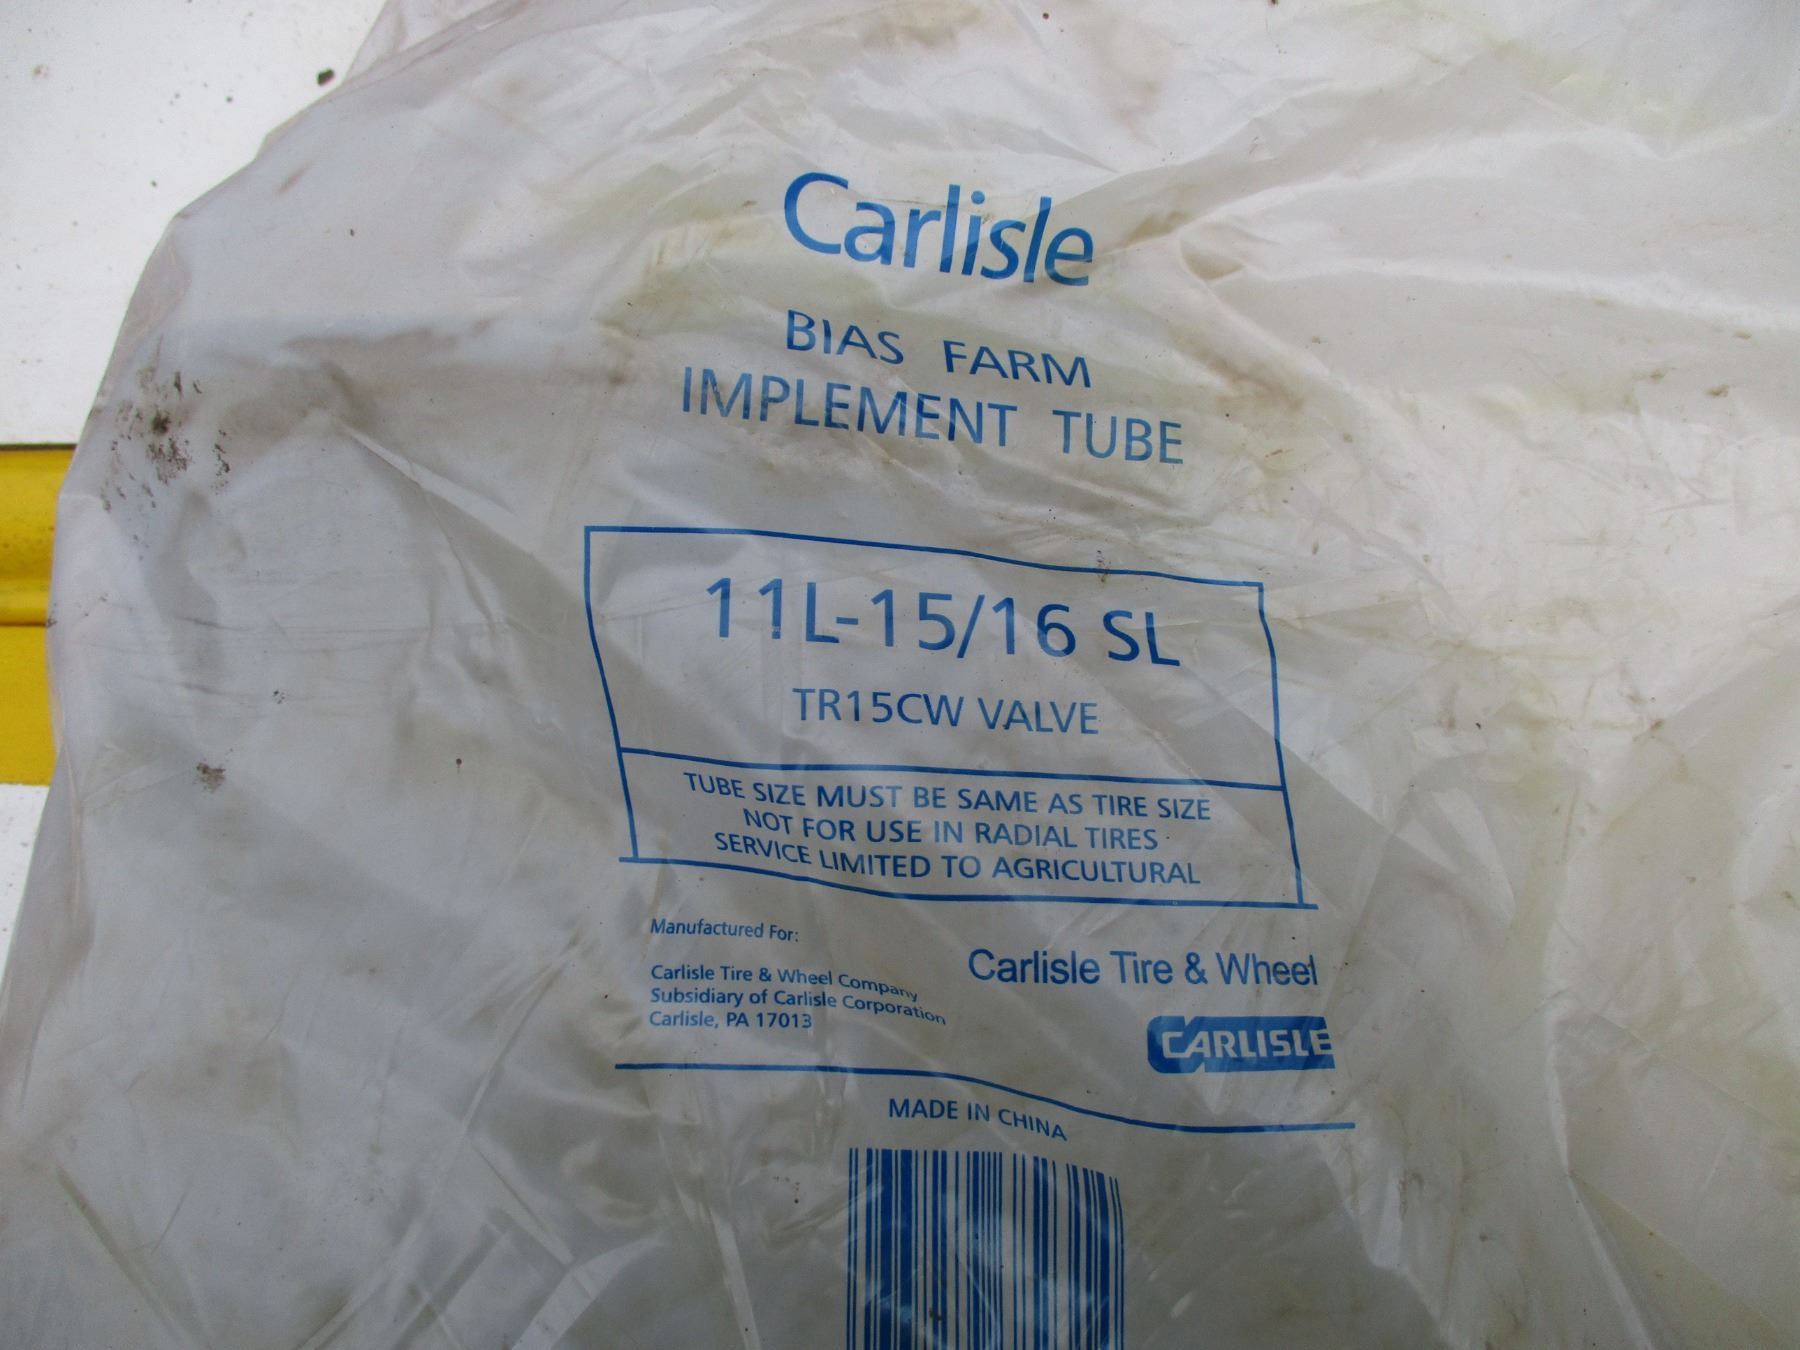 Carlisle
BIAS FARM
IMPLEMENT TUBE
11L-15/16 SL
TR15CW VALVE
TUBE SIZE MUST BE SAME AS TIRE SIZE
NOT FOR USE IN RADIAL TIRES
SERVICE LIMITED TO AGRICULTURAL
Manufactured For:
Carlisle Tire & Wheel Company
Subsidiary of Carlisle Corporation
Carlisle, PA 17013
Carlisle Tire & Wheel
CARLISLE
MADE IN CHINA